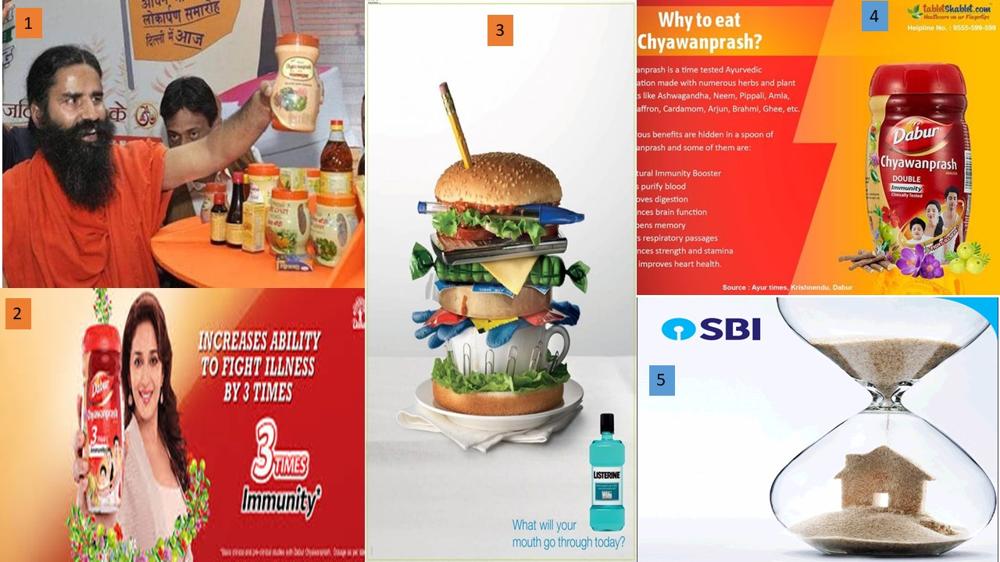 1
लोकार्पण समारोह
दिल्ली में आज
के
Chyawanprash
2
Dabur
Chyawanprash
3
Immunity
INCREASES ABILITY
TO FIGHT ILLNESS
BY 3 TIMES
3
TIMES
Immunity*
3
LISTERINE
What will your
mouth go through today?
4
tabletShablet.com
Healthcare on ur FingerTips
Helpline No. : 9555-599-599
Why to eat
Chyawanprash?
anprash is a time tested Ayurvedic
ation made with numerous herbs and plant
s like Ashwagandha, Neem, Pippali, Amla,
affron, Cardamom, Arjun, Brahmi, Ghee, etc.
rous benefits are hidden in a spoon of
anprash and some of them are:
tural Immunity Booster
s purify blood
oves digestion
nces brain function
pens memory
rs respiratory passages
nces strength and stamina
improves heart health.
Dabur
Chyawanprash
DOUBLE
Immunity
Clinically Tested
Source : Ayur times, Krishnendu, Dabur
SBI
5